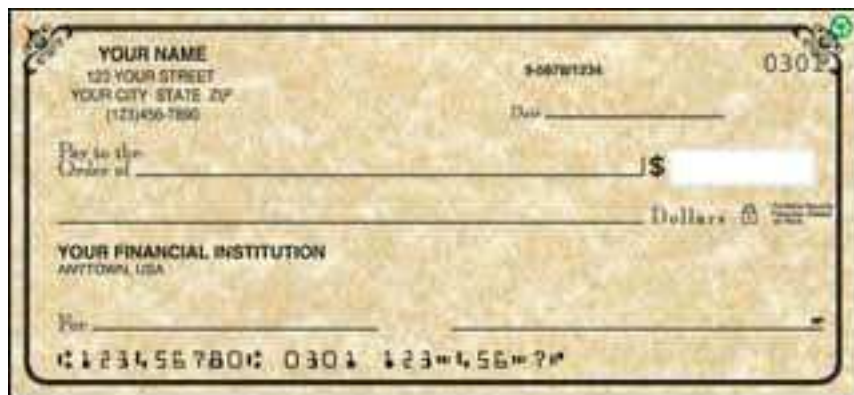 YOUR NAME
123 YOUR STREET
YOUR CITY STATE ZIP
(123)456-7890
0301
Date
Pay to the
Order of
$
Dollars
YOUR FINANCIAL INSTITUTION
ANYTOWN, USA
For
⑆123456780⑆ 0301 123⑉456⑉7⑈